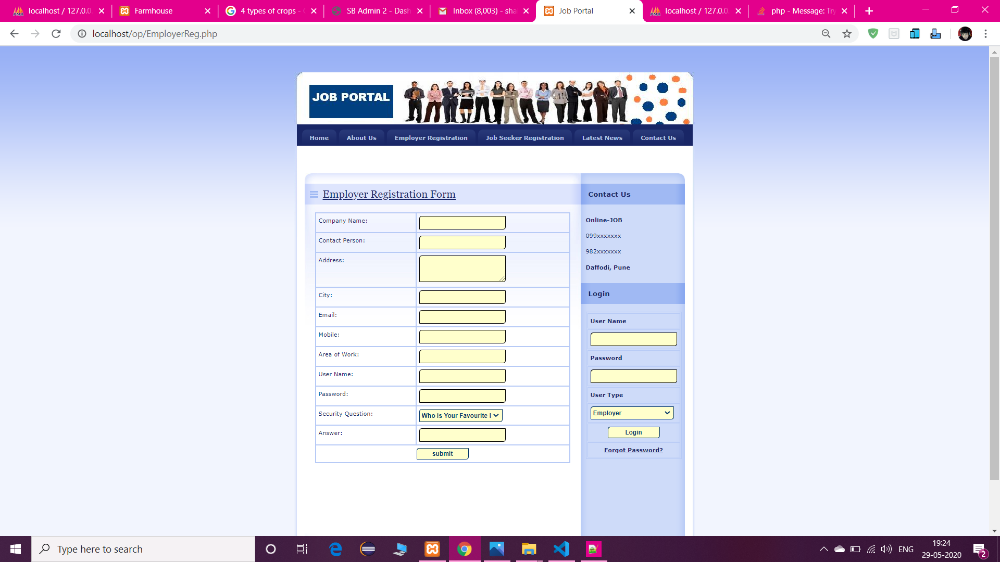 localhost / 127.0.0.
Farmhouse
4 types of crops -
SB Admin 2 - Dash
Inbox (8,003) - sha
Job Portal
localhost / 127.0.0.
php - Message: Try
localhost/op/EmployerReg.php
JOB PORTAL
Home
About Us
Employer Registration
Job Seeker Registration
Latest News
Contact Us
Employer Registration Form
Company Name:
Contact Person:
Address:
City:
Email:
Mobile:
Area of Work:
User Name:
Password:
Security Question:
Who is Your Favourite
Answer:
submit
Contact Us
Online-JOB
099xxxxxxx
982xxxxxxx
Daffodi, Pune
Login
User Name
Password
User Type
Employer
Login
Forgot Password?
Type here to search
ENG
19:24
29-05-2020
2